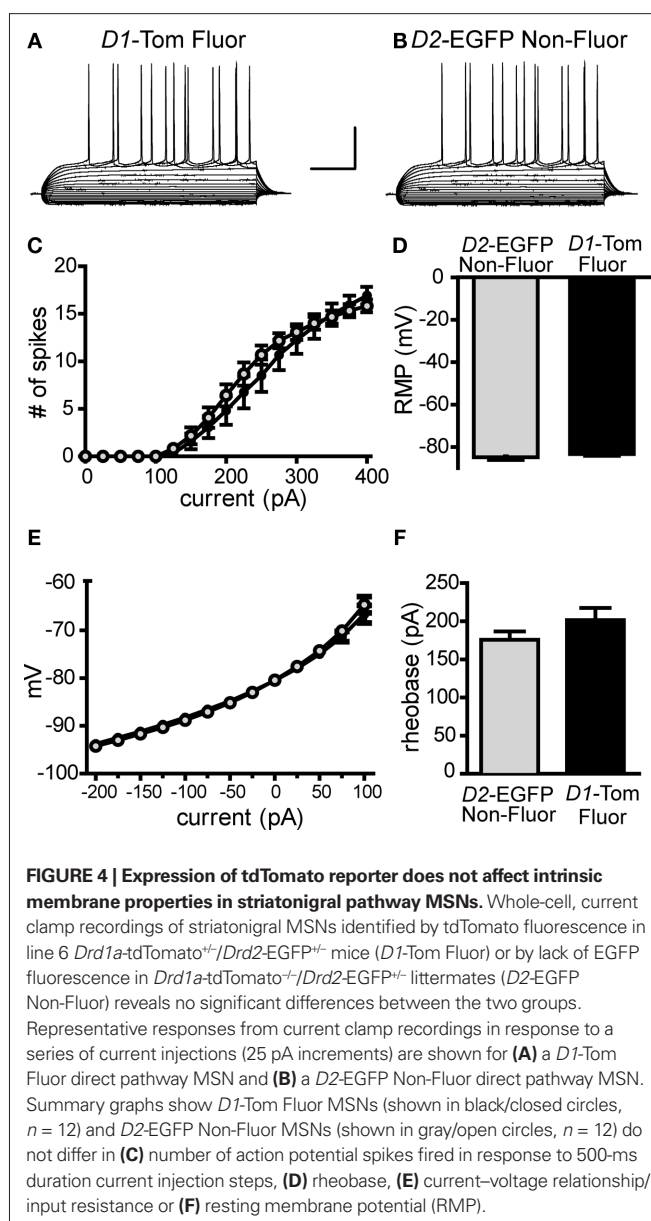 A
D1-Tom Fluor
B
D2-EGFP Non-Fluor
C
20
15
10
5
0
# of spikes
0
100
200
300
400
current (pA)
D
D2-EGFP
Non-Fluor
D1-Tom
Fluor
0
-20
-40
-60
-80
RMP (mV)
E
-60
-70
-80
-90
-100
mV
-200
-150
-100
-50
0
50
100
current (pA)
F
250
200
150
100
50
0
rheobase (pA)
D2-EGFP
Non-Fluor
D1-Tom
Fluor
FIGURE 4 | Expression of tdTomato reporter does not affect intrinsic
membrane properties in striatonigral pathway MSNs. Whole-cell, current
clamp recordings of striatonigral MSNs identified by tdTomato fluorescence in
line 6 Drd1a-tdTomato+/−/Drd2-EGFP+/− mice (D1-Tom Fluor) or by lack of EGFP
fluorescence in Drd1a-tdTomato−/−/Drd2-EGFP+/− littermates (D2-EGFP
Non-Fluor) reveals no significant differences between the two groups.
Representative responses from current clamp recordings in response to a
series of current injections (25 pA increments) are shown for (A) a D1-Tom
Fluor direct pathway MSN and (B) a D2-EGFP Non-Fluor direct pathway MSN.
Summary graphs show D1-Tom Fluor MSNs (shown in black/closed circles,
n = 12) and D2-EGFP Non-Fluor MSNs (shown in gray/open circles, n = 12) do
not differ in (C) number of action potential spikes fired in response to 500-ms
duration current injection steps, (D) rheobase, (E) current–voltage relationship/
input resistance or (F) resting membrane potential (RMP).